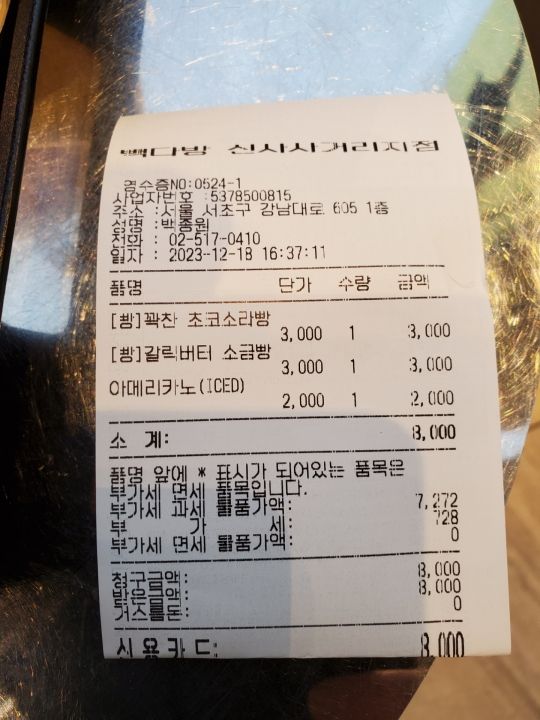 빽다방 신사사거리지점
영수증NO:0524-1
사업자번호 :5378500815
주소 :서울 서초구 강남대로 605 1층
성명 :박종원
전화 : 02-517-0410
일자 : 2023-12-18 16:37:11
품명 단가 수량 금액
[빵]꽉찬 초코소라빵
3,000 1 3,000
[빵]갈릭버터 소금빵
3,000 1 3,000
아메리카노(ICED)
2,000 1 2,000
소 계: 8,000
품명 앞에 * 표시가 되어있는 품목은
부가세 면세 품목입니다.
부가세 과세 물품가액: 7,272
부 가 세: 728
부가세 면세 물품가액: 0
청구금액: 8,000
받은금액: 8,000
거스름돈: 0
신용카드: 8,000